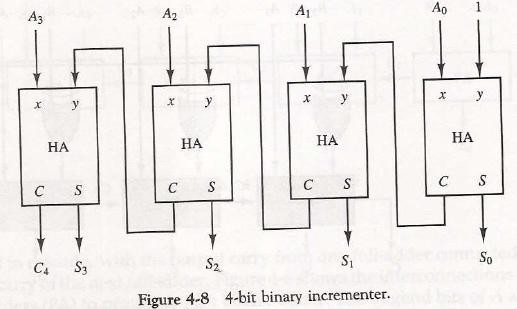 A3 A2 A1 A0 1
x y x y x y x y
HA HA HA HA
C S C S C S C S
C4 S3 S2 S1 S0
Figure 4-8 4-bit binary incrementer.